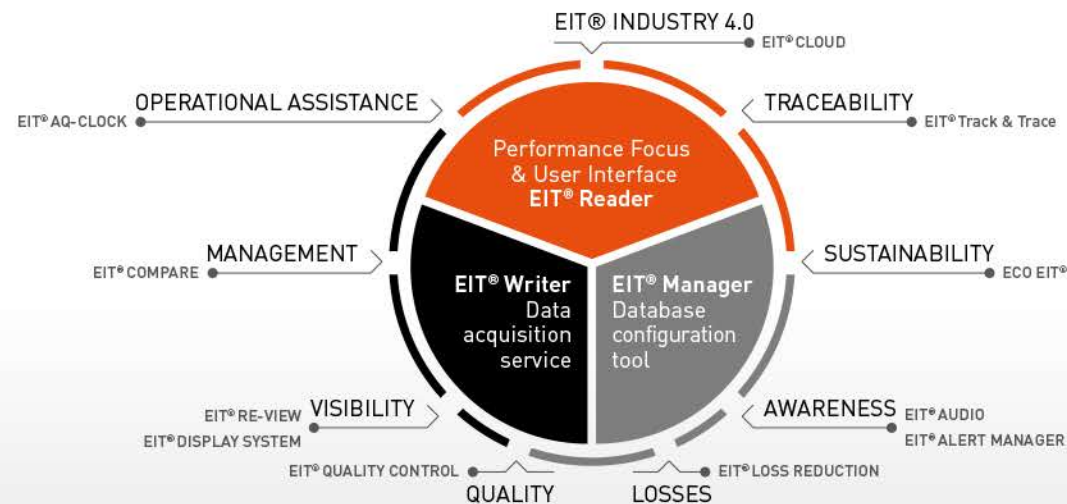 EIT® INDUSTRY 4.0
EIT® CLOUD
OPERATIONAL ASSISTANCE
EIT® AQ-CLOCK
TRACEABILITY
EIT® Track & Trace
Performance Focus
& User Interface
EIT® Reader
MANAGEMENT
EIT® COMPARE
SUSTAINABILITY
ECO EIT®
EIT® Writer
Data
acquisition
service
EIT® Manager
Database
configuration
tool
VISIBILITY
EIT® RE-VIEW
EIT® DISPLAY SYSTEM
AWARENESS
EIT® AUDIO
EIT® ALERT MANAGER
EIT® QUALITY CONTROL
QUALITY
EIT® LOSS REDUCTION
LOSSES